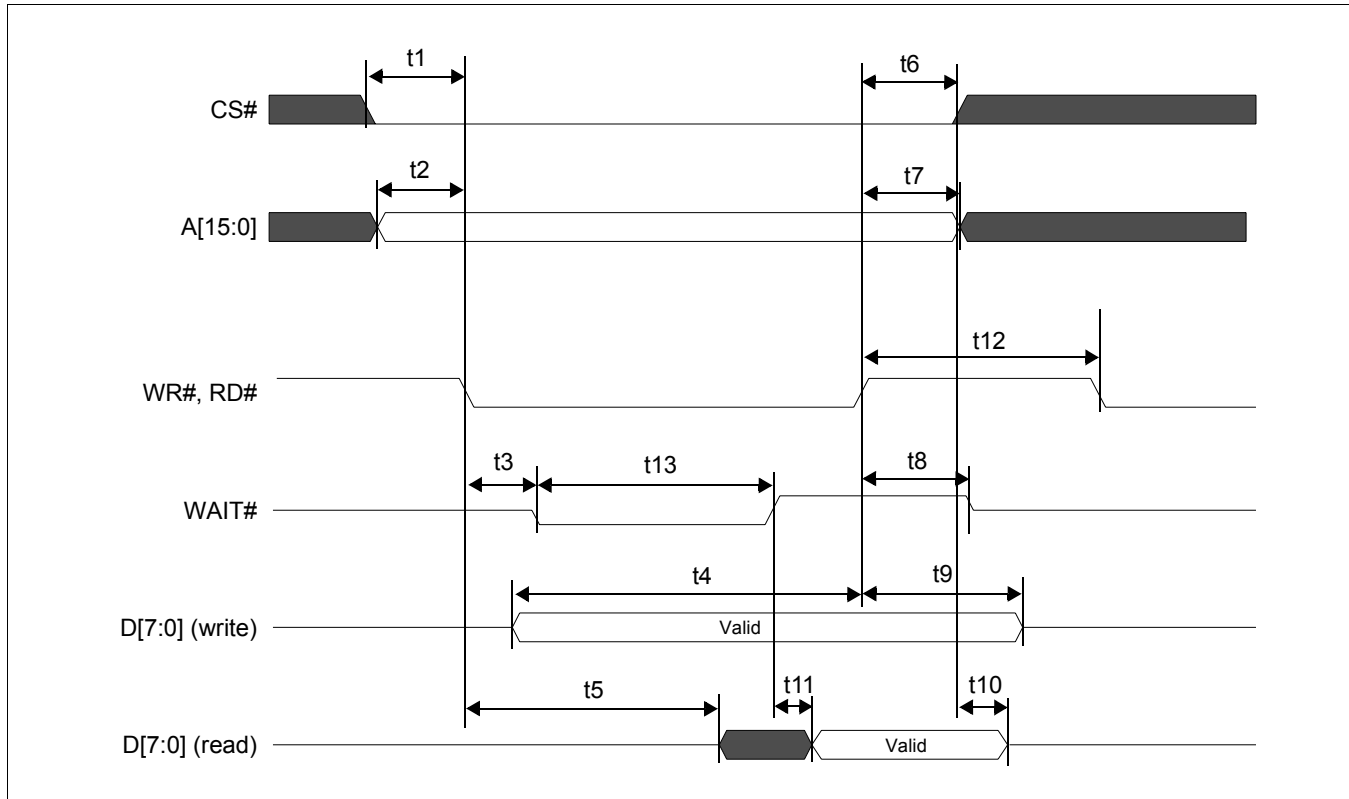 t1
t6
CS#
t2
t7
A[15:0]
t12
WR#, RD#
t3
t13
t8
WAIT#
t4
t9
D[7:0] (write)
Valid
t5
t11
t10
D[7:0] (read)
Valid